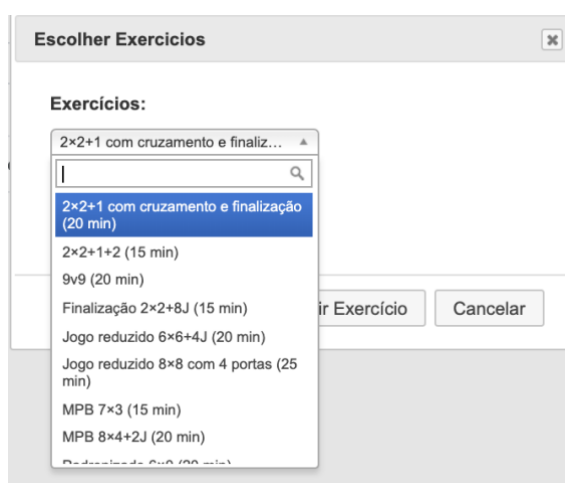 Escolher Exercicios
Exercícios:
2×2+1 com cruzamento e finaliz...
2×2+1 com cruzamento e finalização
(20 min)
2×2+1+2 (15 min)
9v9 (20 min)
Finalização 2×2+8J (15 min)
ir Exercício
Cancelar
Jogo reduzido 6×6+4J (20 min)
Jogo reduzido 8×8 com 4 portas (25
min)
MPB 7×3 (15 min)
MPB 8×4+2J (20 min)